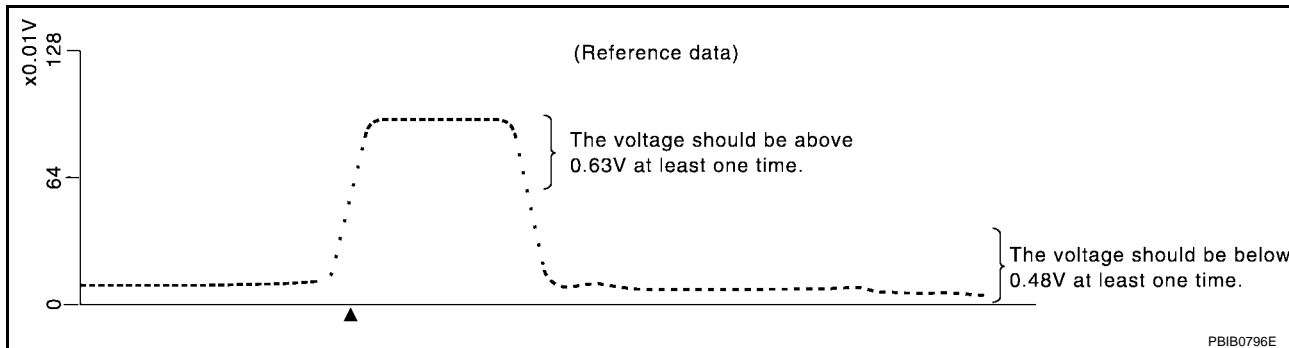 x0.01V
128
64
0
(Reference data)
The voltage should be above
0.63V at least one time.
The voltage should be below
0.48V at least one time.
PBIB0796E